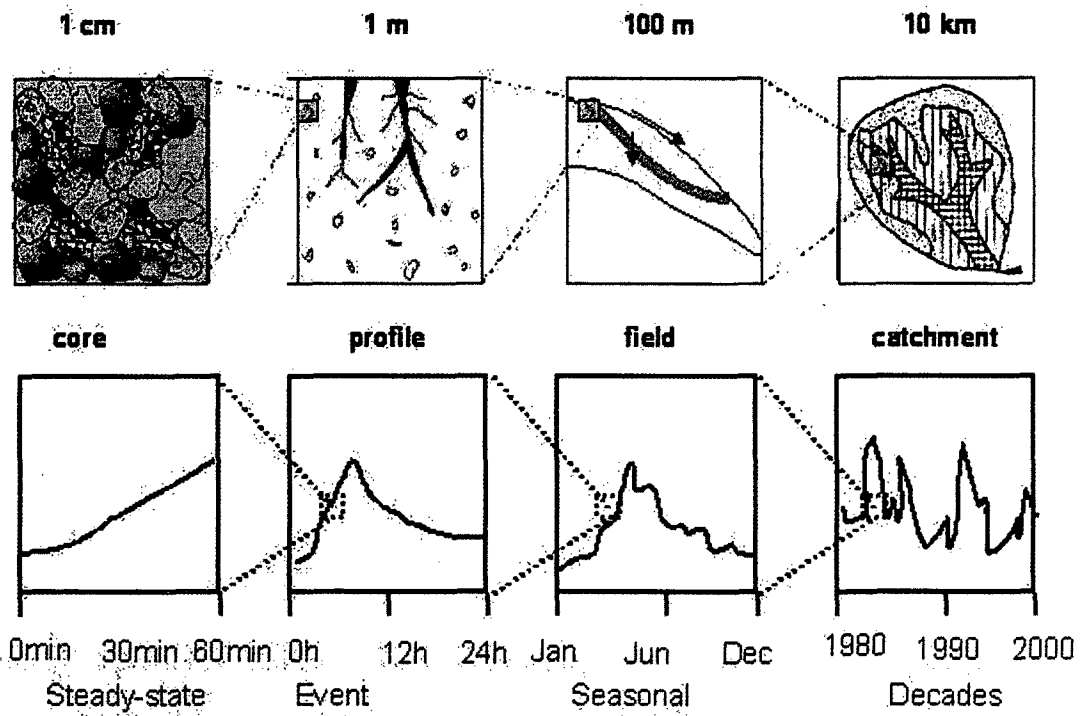 1 cm 1 m 100 m 10 km
core profile field catchment
0min 30min 60min 0h 12h 24h Jan Jun Dec 1980 1990 2000
Steady-state Event Seasonal Decades